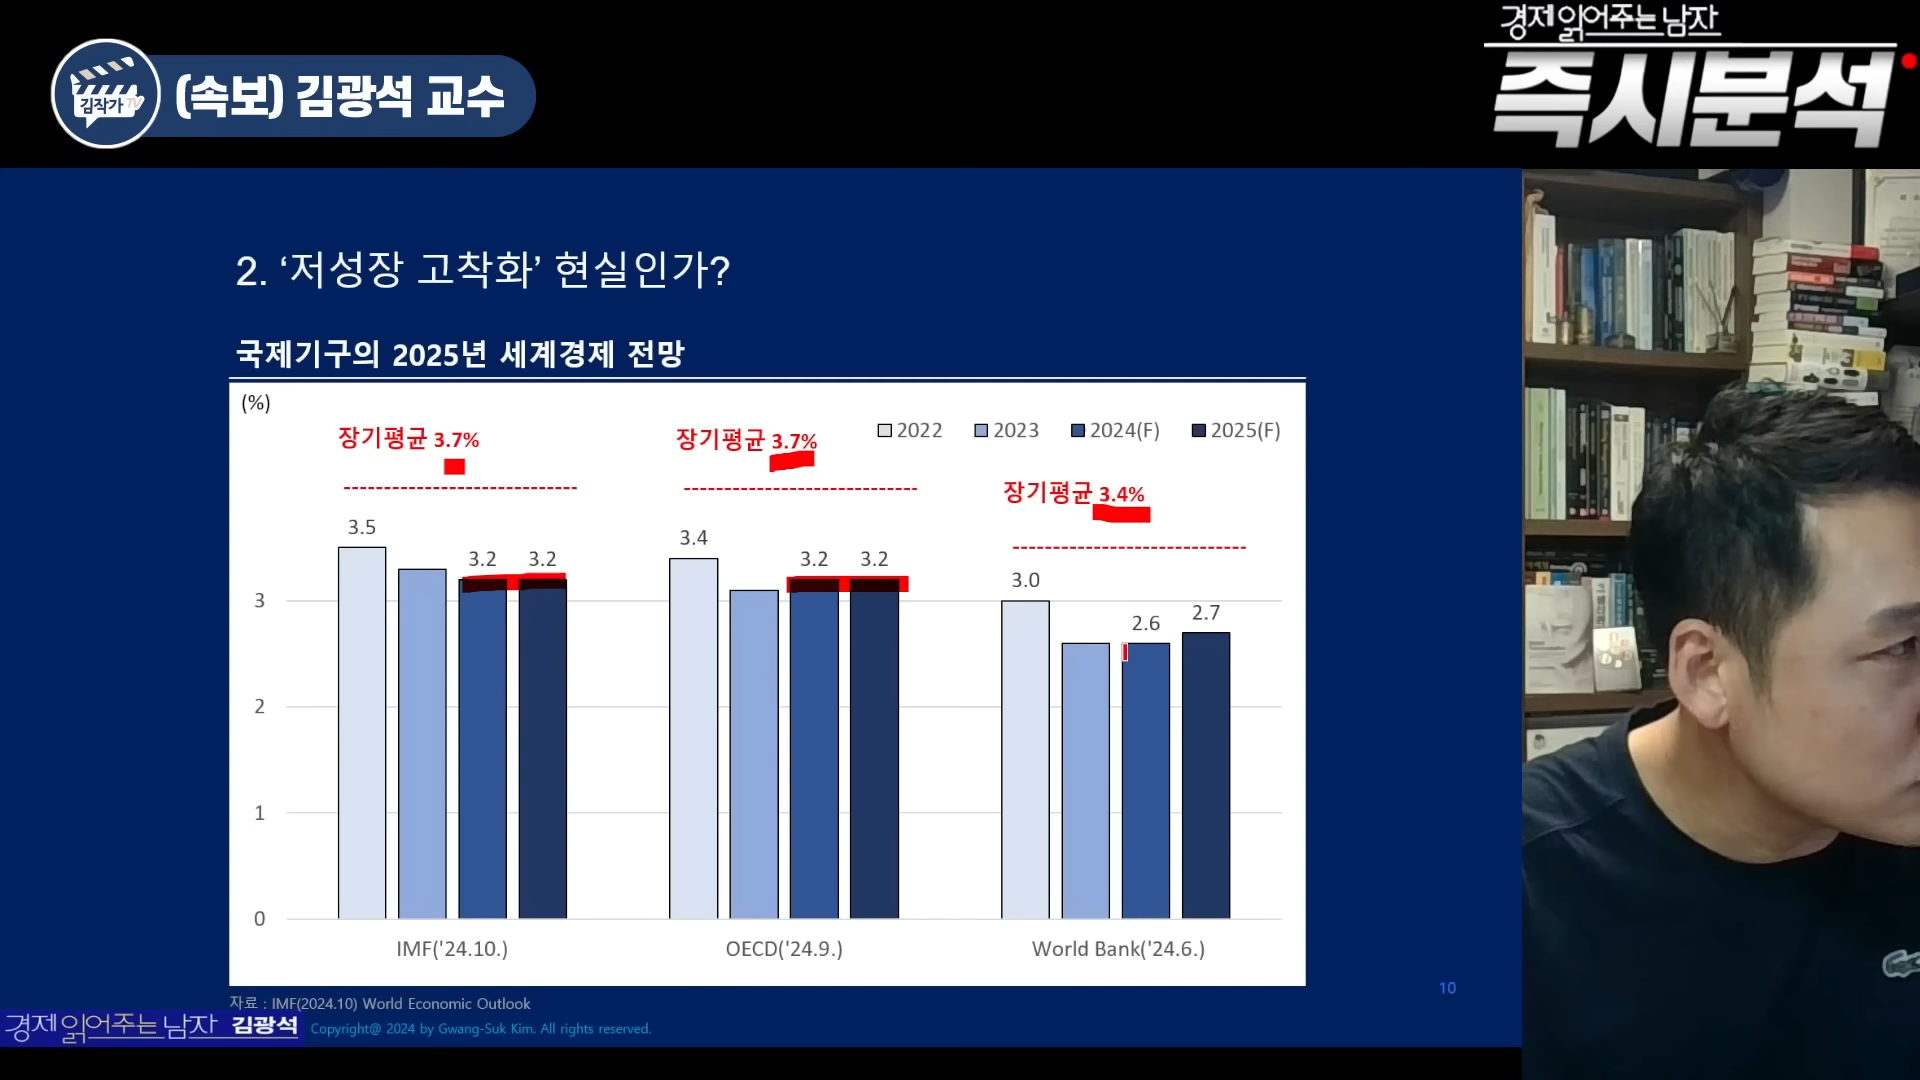 김작가 TV
(속보) 김광석 교수
경제 읽어주는 남자
즉시분석
2. ‘저성장 고착화’ 현실인가?
국제기구의 2025년 세계경제 전망
(%)
2022 2023 2024(F) 2025(F)
장기평균 3.7%
장기평균 3.7%
장기평균 3.4%
3.5 3.2 3.2
3.4 3.2 3.2
3.0 2.6 2.7
3
2
1
0
IMF('24.10.) OECD('24.9.) World Bank('24.6.)
자료 : IMF(2024.10) World Economic Outlook
10
경제 읽어주는 남자 김광석 Copyright@ 2024 by Gwang-Suk Kim. All rights reserved.